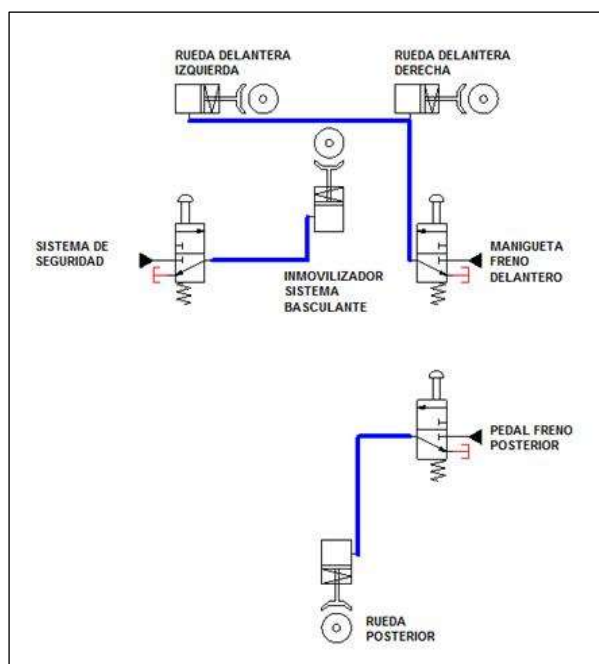 RUEDA DELANTERA
IZQUIERDA
RUEDA DELANTERA
DERECHA
SISTEMA DE
SEGURIDAD
INMOVILIZADOR
SISTEMA
BASCULANTE
MANIGUETA
FRENO
DELANTERO
PEDAL FRENO
POSTERIOR
RUEDA
POSTERIOR